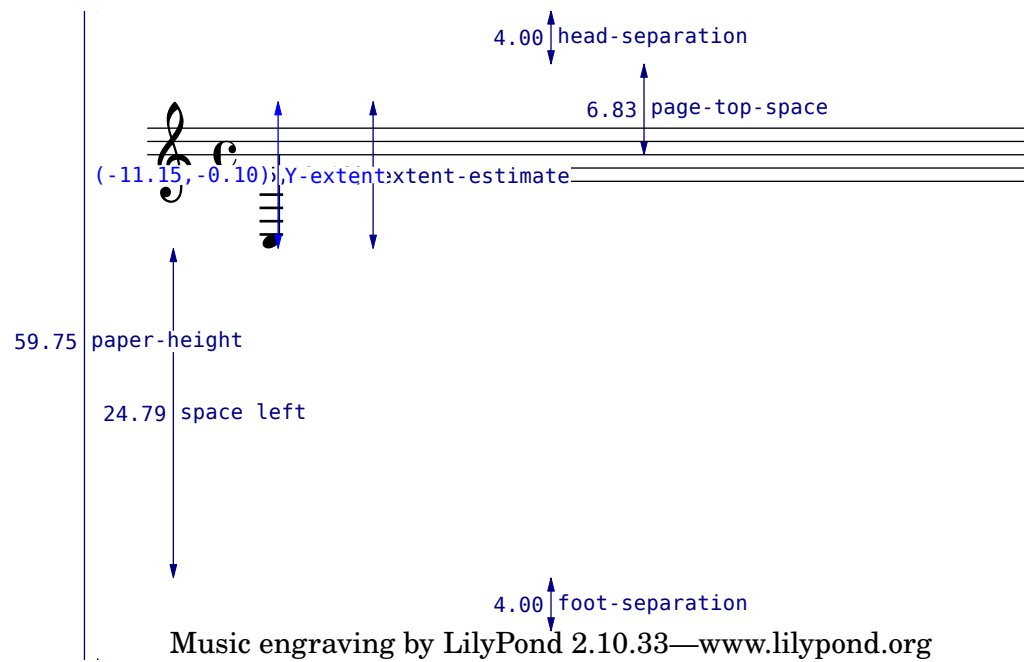 4.00 head-separation
6.83 page-top-space
(-11.15,-0.10) Y-extent extent-estimate
59.75 paper-height
24.79 space left
4.00 foot-separation
Music engraving by LilyPond 2.10.33—www.lilypond.org